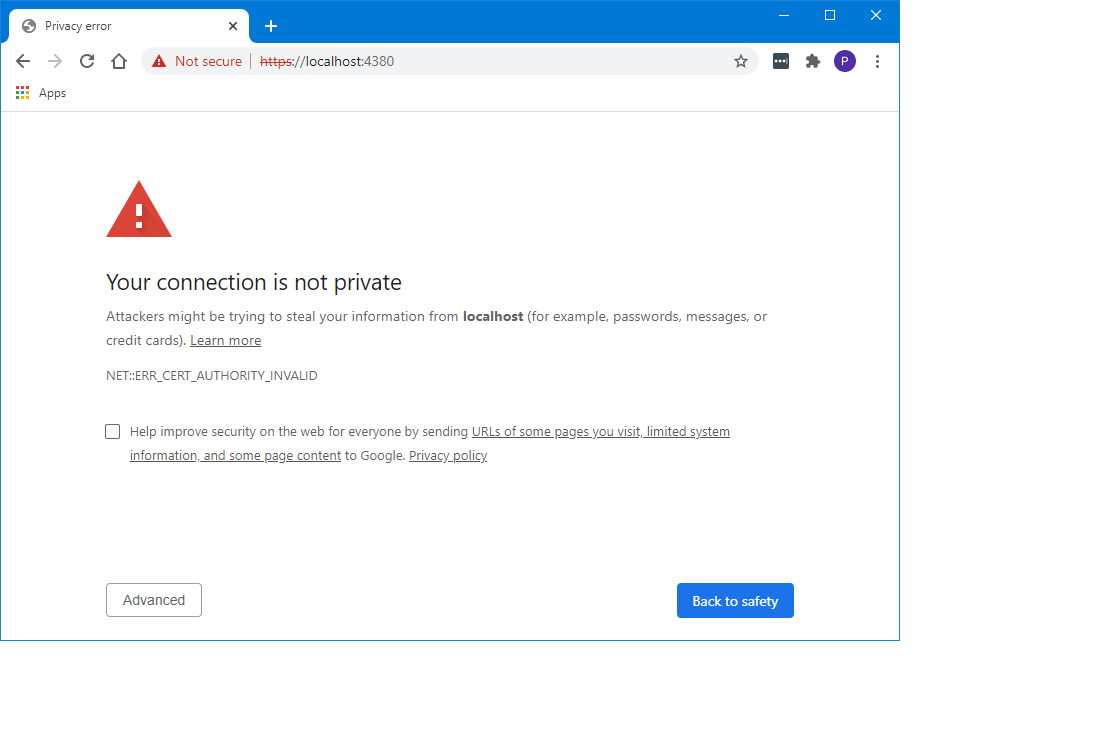 Privacy error
Not secure | https://localhost:4380
P
Apps
Your connection is not private
Attackers might be trying to steal your information from localhost (for example, passwords, messages, or
credit cards). Learn more
NET::ERR_CERT_AUTHORITY_INVALID
Help improve security on the web for everyone by sending URLs of some pages you visit, limited system
information, and some page content to Google. Privacy policy
Advanced
Back to safety